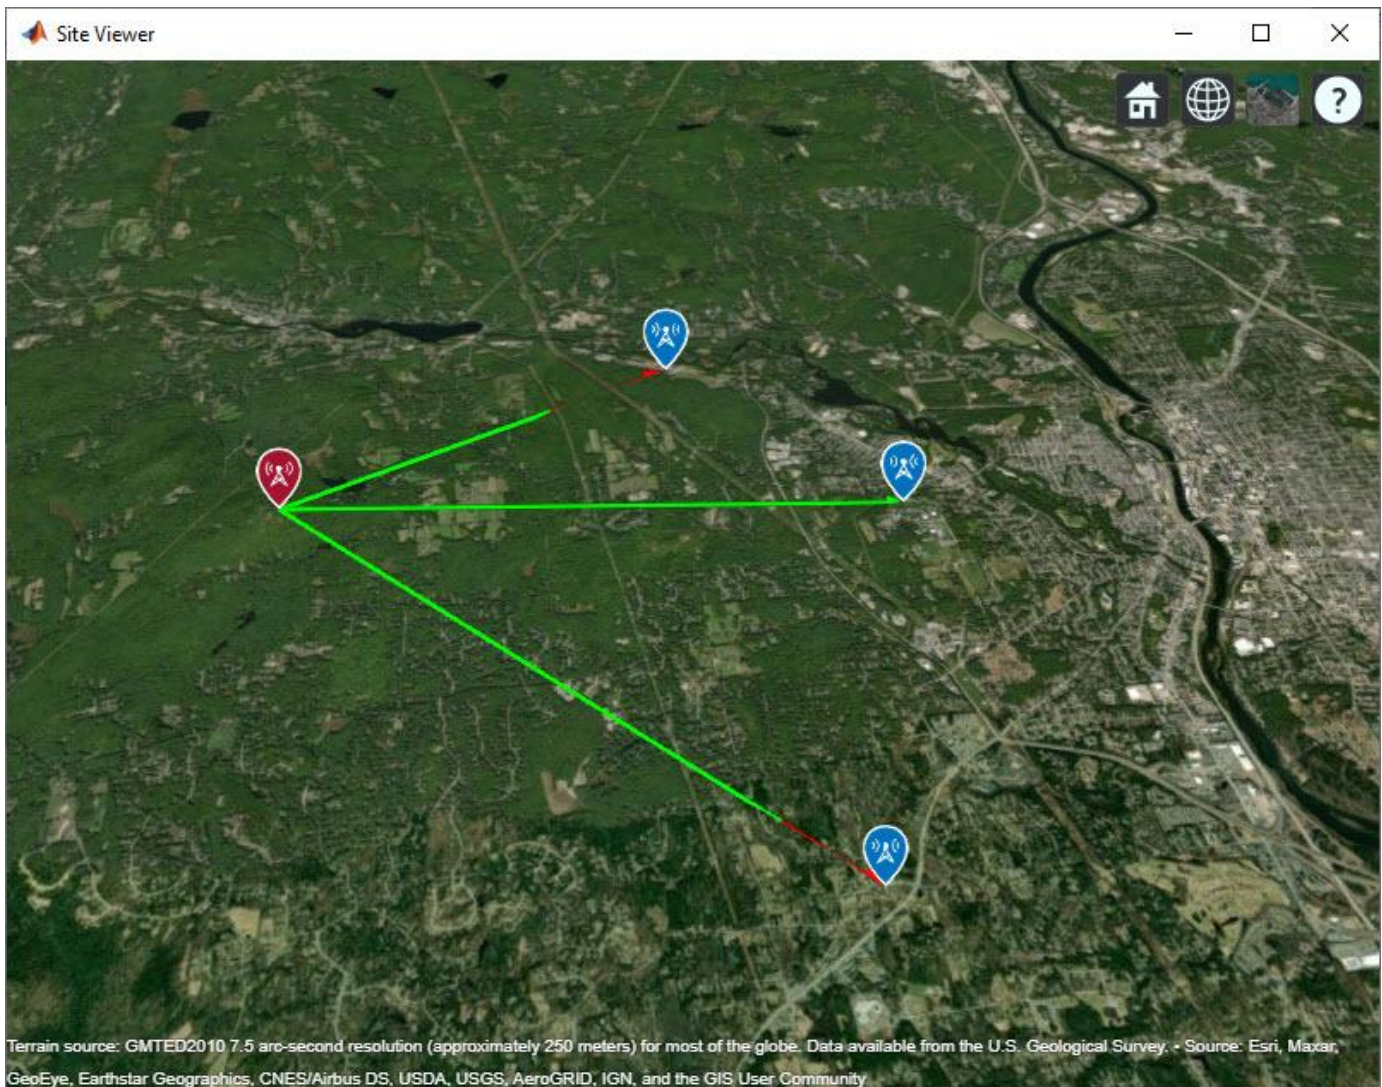 Site Viewer
?
Terrain source: GMTED2010 7.5 arc-second resolution (approximately 250 meters) for most of the globe. Data available from the U.S. Geological Survey. • Source: Esri, Maxar,
GeoEye, Earthstar Geographics, CNES/Airbus DS, USDA, USGS, AeroGRID, IGN, and the GIS User Community